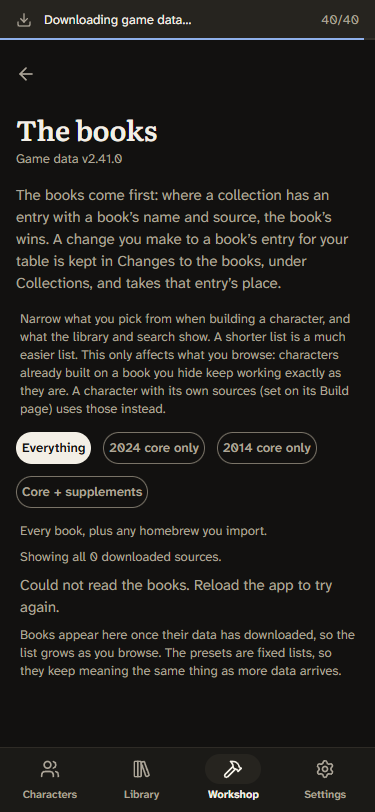 Downloading game data...
40/40
The books
Game data v2.41.0
The books come first: where a collection has an
entry with a book's name and source, the book's
wins. A change you make to a book's entry for your
table is kept in Changes to the books, under
Collections, and takes that entry's place.
Narrow what you pick from when building a character, and
what the library and search show. A shorter list is a much
easier list. This only affects what you browse: characters
already built on a book you hide keep working exactly as
they are. A character with its own sources (set on its Build
page) uses those instead.
Everything
2024 core only
2014 core only
Core + supplements
Every book, plus any homebrew you import.
Showing all 0 downloaded sources.
Could not read the books. Reload the app to try
again.
Books appear here once their data has downloaded, so the
list grows as you browse. The presets are fixed lists, so
they keep meaning the same thing as more data arrives.
Characters
Library
Workshop
Settings